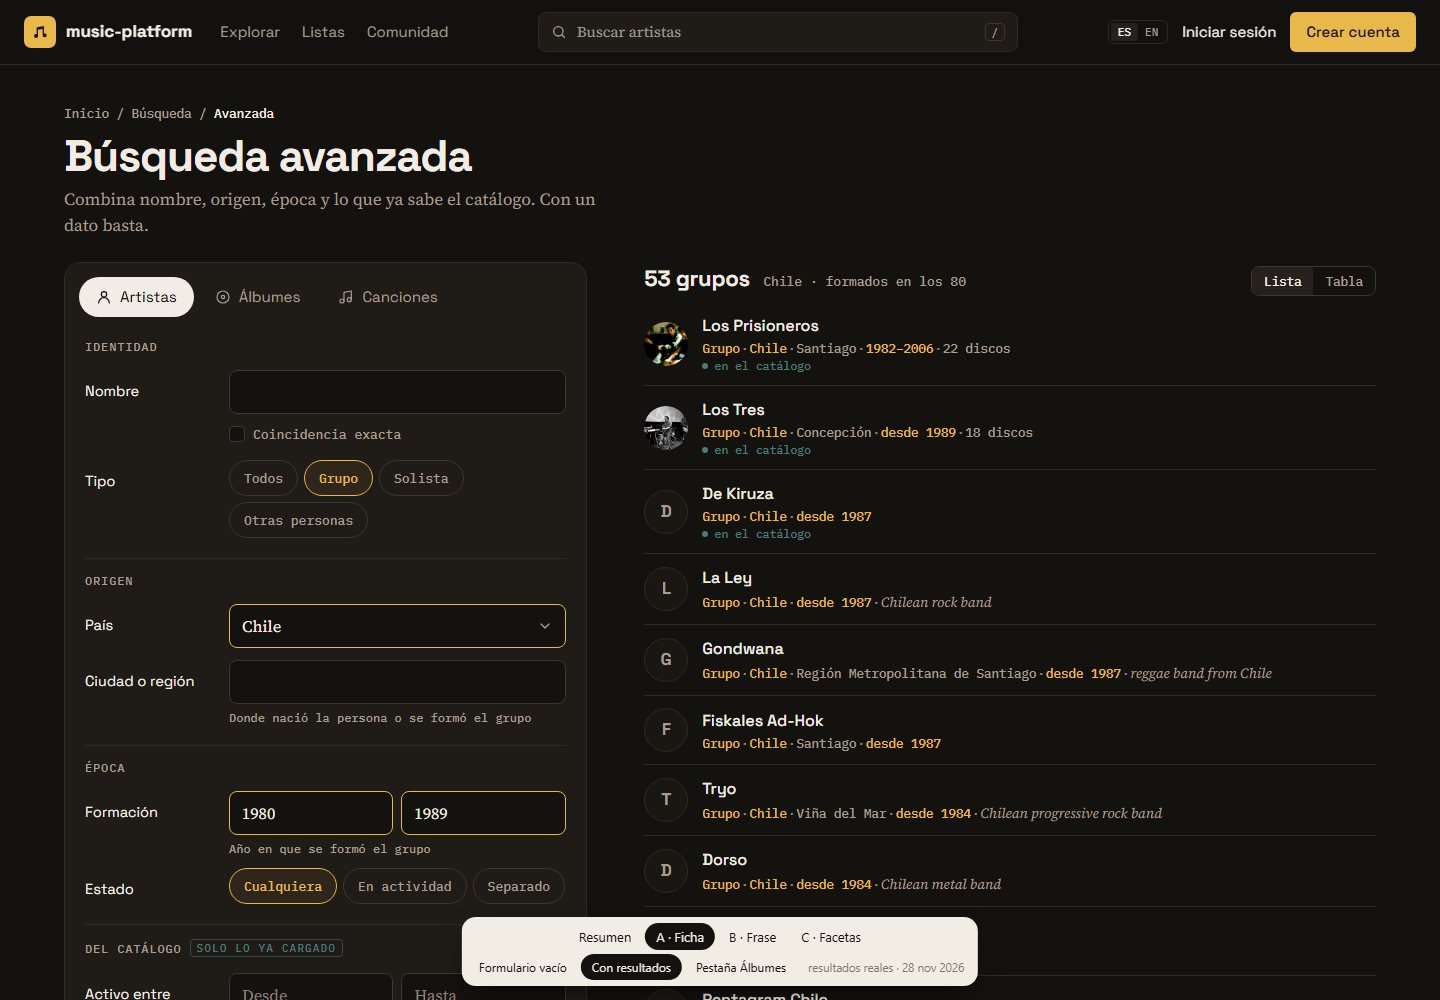 music-platform
Explorar
Listas
Comunidad
Buscar artistas
/
ES EN
Iniciar sesión
Crear cuenta
Inicio / Búsqueda / Avanzada
Búsqueda avanzada
Combina nombre, origen, época y lo que ya sabe el catálogo. Con un
dato basta.
Artistas
Álbumes
Canciones
IDENTIDAD
Nombre
Coincidencia exacta
Tipo
Todos
Grupo
Solista
Otras personas
ORIGEN
País
Chile
Ciudad o región
Donde nació la persona o se formó el grupo
ÉPOCA
Formación
1980
1989
Año en que se formó el grupo
Estado
Cualquiera
En actividad
Separado
DEL CATÁLOGO SOLO LO YA CARGADO
Activo entre
Desde
Hasta
53 grupos Chile · formados en los 80
Lista
Tabla
Los Prisioneros
Grupo · Chile · Santiago · 1982–2006 · 22 discos
en el catálogo
Los Tres
Grupo · Chile · Concepción · desde 1989 · 18 discos
en el catálogo
D
De Kiruza
Grupo · Chile · desde 1987
en el catálogo
L
La Ley
Grupo · Chile · desde 1987 · Chilean rock band
G
Gondwana
Grupo · Chile · Región Metropolitana de Santiago · desde 1987 · reggae band from Chile
F
Fiskales Ad-Hok
Grupo · Chile · Santiago · desde 1987
T
Tryo
Grupo · Chile · Viña del Mar · desde 1984 · Chilean progressive rock band
D
Dorso
Grupo · Chile · desde 1984 · Chilean metal band
Pentagram Chile
Resumen
A · Ficha
B · Frase
C · Facetas
Formulario vacío
Con resultados
Pestaña Álbumes
resultados reales · 28 nov 2026